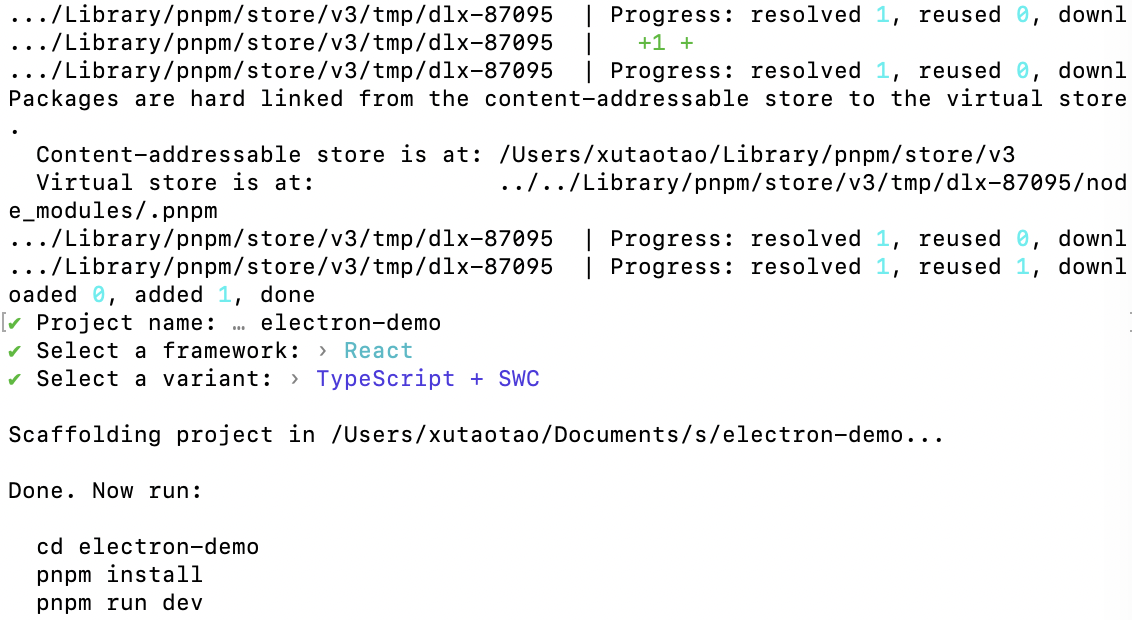 .../Library/pnpm/store/v3/tmp/dlx-87095  | Progress: resolved 1, reused 0, downl
.../Library/pnpm/store/v3/tmp/dlx-87095  |   +1 +
.../Library/pnpm/store/v3/tmp/dlx-87095  | Progress: resolved 1, reused 0, downl
Packages are hard linked from the content-addressable store to the virtual store
.
  Content-addressable store is at: /Users/xutaotao/Library/pnpm/store/v3
  Virtual store is at:             ../../Library/pnpm/store/v3/tmp/dlx-87095/nod
e_modules/.pnpm
.../Library/pnpm/store/v3/tmp/dlx-87095  | Progress: resolved 1, reused 0, downl
.../Library/pnpm/store/v3/tmp/dlx-87095  | Progress: resolved 1, reused 1, downl
oaded 0, added 1, done
✔ Project name: … electron-demo
✔ Select a framework: › React
✔ Select a variant: › TypeScript + SWC

Scaffolding project in /Users/xutaotao/Documents/s/electron-demo...

Done. Now run:

  cd electron-demo
  pnpm install
  pnpm run dev